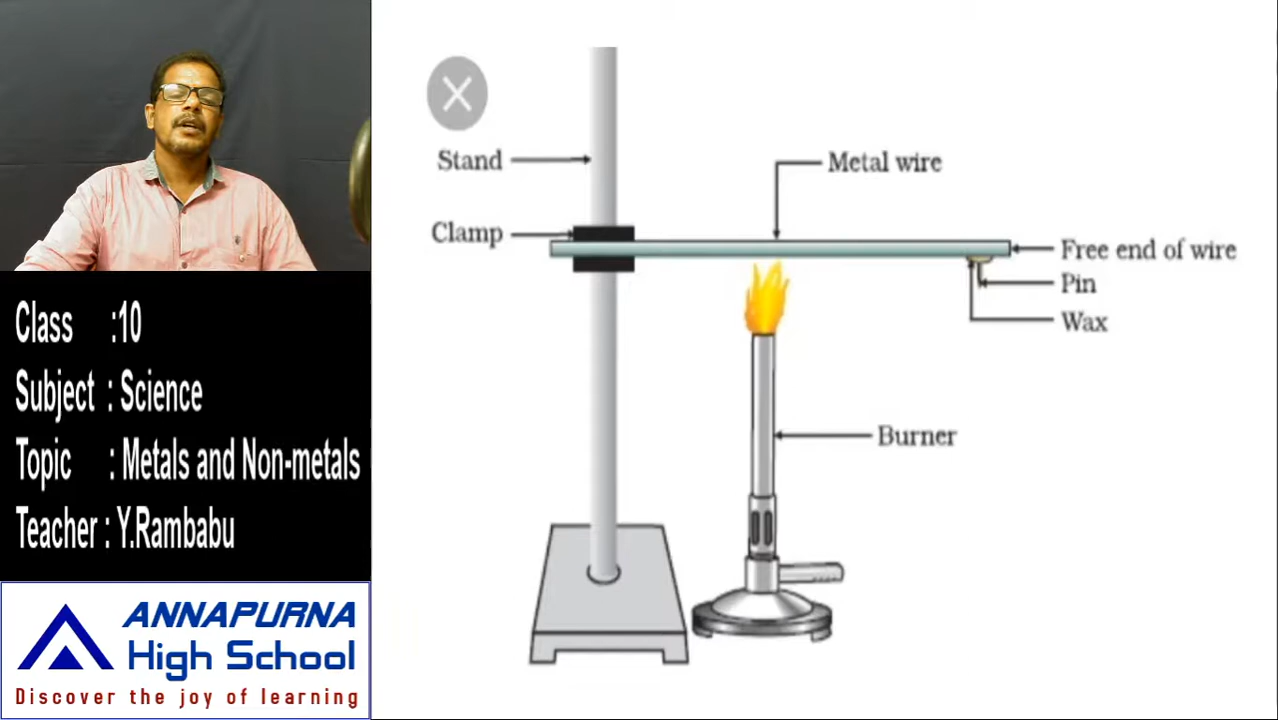 Class :10
Subject : Science
Topic : Metals and Non-metals
Teacher : Y.Rambabu
ANNAPURNA
High School
Discover the joy of learning
Stand
Metal wire
Clamp
Free end of wire
Pin
Wax
Burner